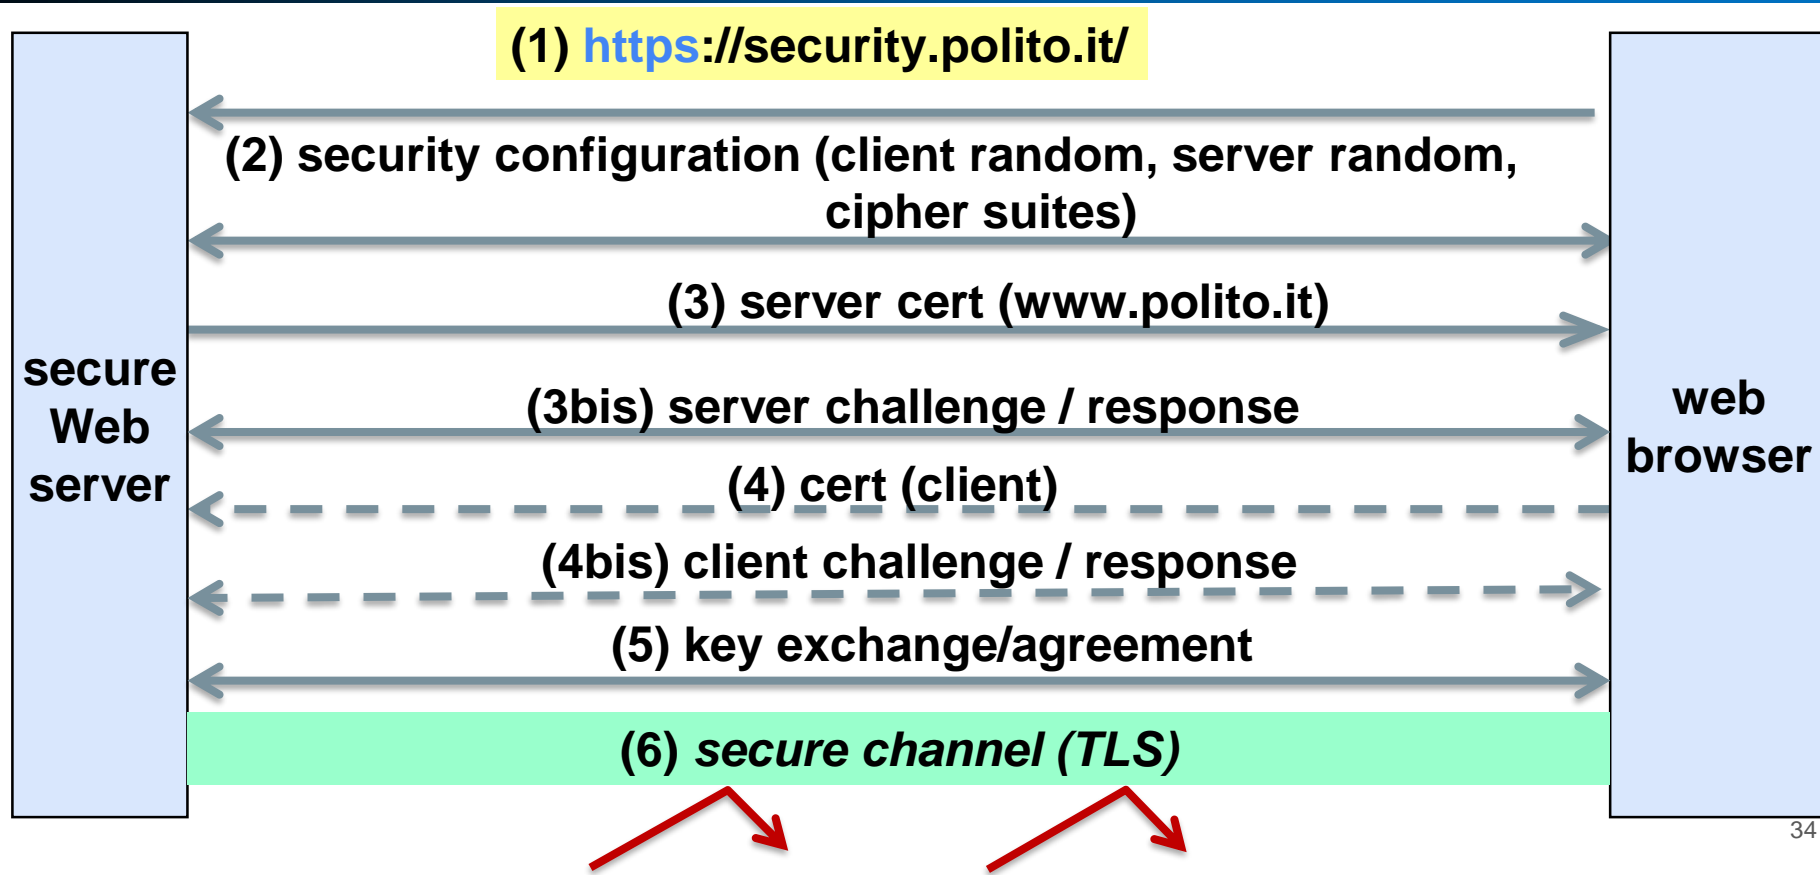 (1) https://security.polito.it/
(2) security configuration (client random, server random,
cipher suites)
(3) server cert (www.polito.it)
secure
Web
server
(3bis) server challenge / response
web
browser
(4) cert (client)
(4bis) client challenge / response
(5) key exchange/agreement
(6) secure channel (TLS)
34